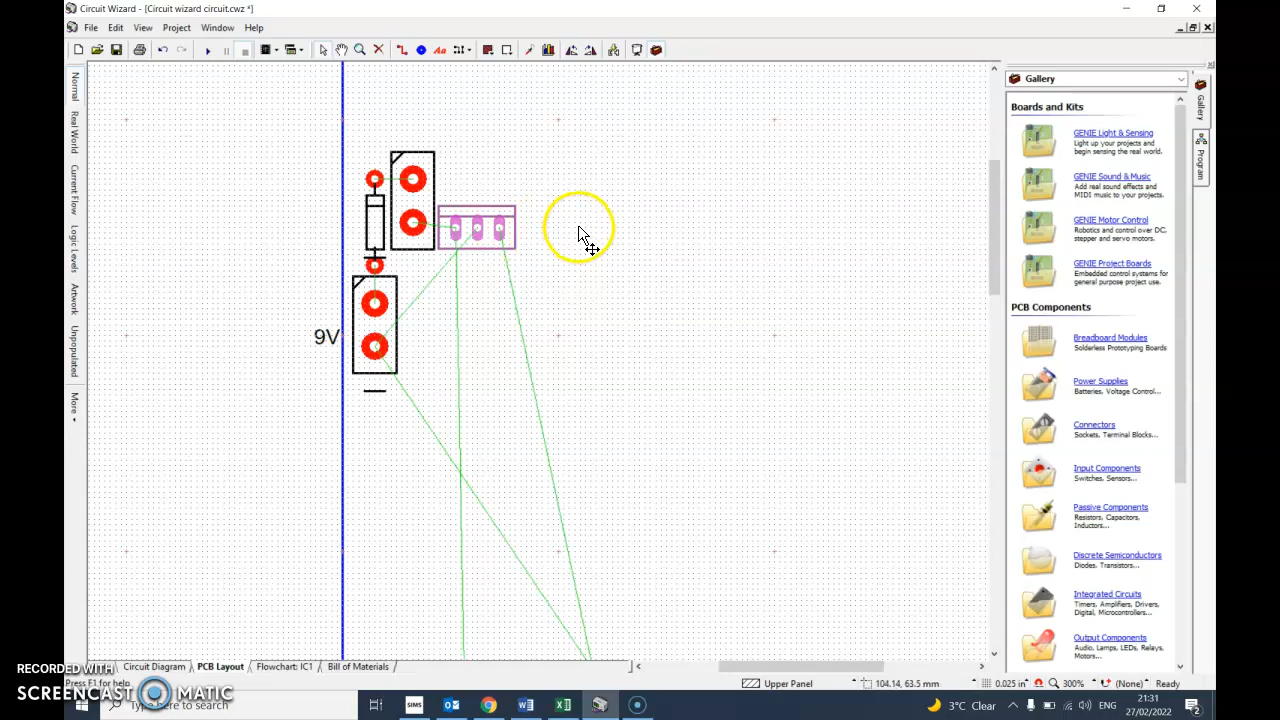 Circuit Wizard - [Circuit wizard circuit.cwz *]
File Edit View Project Window Help
Aa
Normal
Real World
Current Flow
Logic Levels
Artwork
Unpopulated
More
9V
Gallery
Boards and Kits
GENIE Light & Sensing
Light up your projects and
begin sensing the real world.
GENIE Sound & Music
Add real sound effects and
MIDI music to your projects.
GENIE Motor Control
Robotics and control over DC,
stepper and servo motors.
GENIE Project Boards
Embedded control systems for
general purpose projects.
PCB Components
Breadboard Modules
Solderless Prototyping Boards
Power Supplies
Batteries, Voltage Control...
Connectors
Sockets, Terminal Blocks...
Input Components
Switches, Sensors...
Passive Components
Resistors, Capacitors,
Inductors...
Discrete Semiconductors
Diodes, Transistors...
Integrated Circuits
Timers, Amplifiers, Drivers,
Digital, Microcontrollers...
Output Components
Audio, Lamps, LEDs, Relays,
Motors...
Gallery
Program
Circuit Diagram PCB Layout Flowchart: IC1 Bill of Materials
Press F1 for Help
Upper Panel 104.14, 63.5 mm 0.025 in 300% (None) Ready
RECORDED WITH
SCREENCAST MATIC
Type here to search
SIMS
3°C Clear
ENG
21:31
27/02/2022
2